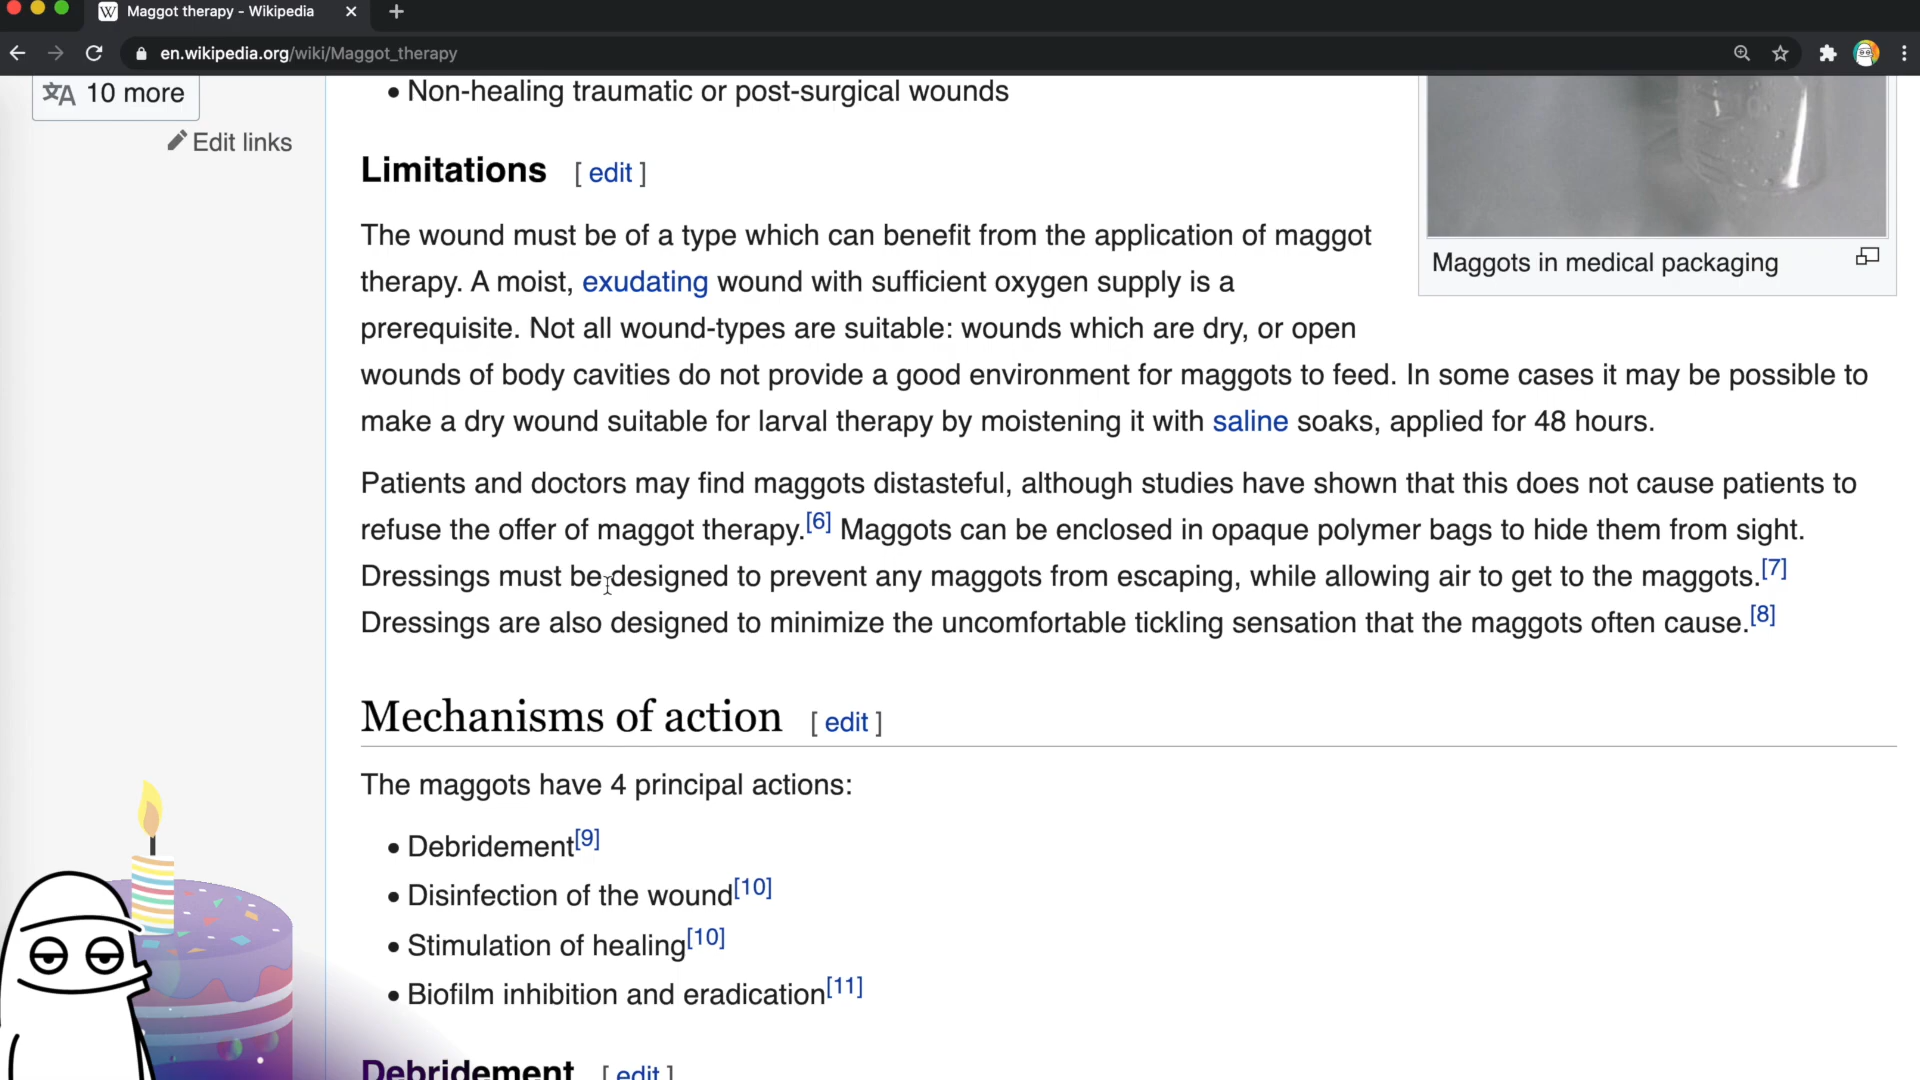 Maggot therapy - Wikipedia
en.wikipedia.org/wiki/Maggot_therapy
文A 10 more
Edit links
• Non-healing traumatic or post-surgical wounds
Limitations [ edit ]
The wound must be of a type which can benefit from the application of maggot
therapy. A moist, exudating wound with sufficient oxygen supply is a
prerequisite. Not all wound-types are suitable: wounds which are dry, or open
wounds of body cavities do not provide a good environment for maggots to feed. In some cases it may be possible to
make a dry wound suitable for larval therapy by moistening it with saline soaks, applied for 48 hours.
Maggots in medical packaging
Patients and doctors may find maggots distasteful, although studies have shown that this does not cause patients to
refuse the offer of maggot therapy.[6] Maggots can be enclosed in opaque polymer bags to hide them from sight.
Dressings must be designed to prevent any maggots from escaping, while allowing air to get to the maggots.[7]
Dressings are also designed to minimize the uncomfortable tickling sensation that the maggots often cause.[8]
Mechanisms of action [ edit ]
The maggots have 4 principal actions:
• Debridement[9]
• Disinfection of the wound[10]
• Stimulation of healing[10]
• Biofilm inhibition and eradication[11]
Debridement [ edit ]